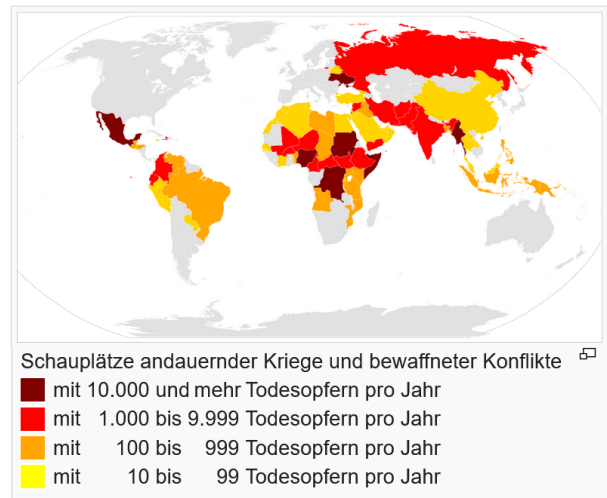 Schauplätze andauernder Kriege und bewaffneter Konflikte
mit 10.000 und mehr Todesopfern pro Jahr
mit 1.000 bis 9.999 Todesopfern pro Jahr
mit 100 bis 999 Todesopfern pro Jahr
mit 10 bis 99 Todesopfern pro Jahr